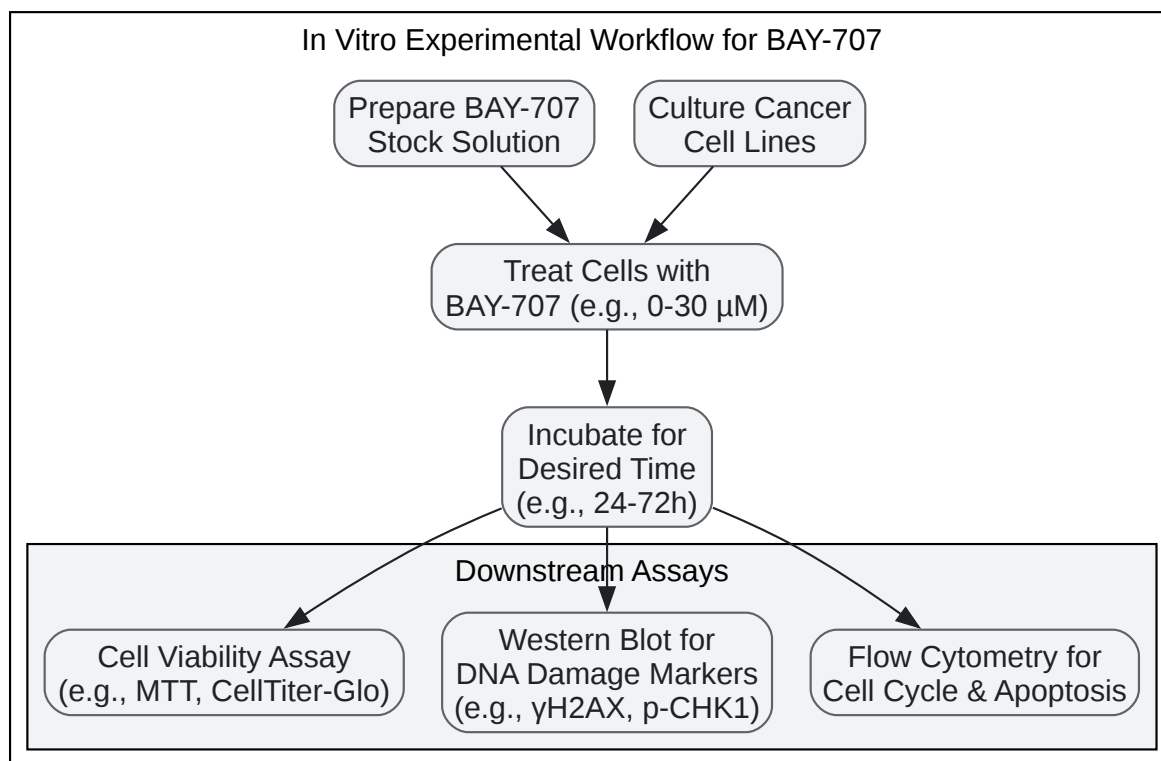 In Vitro Experimental Workflow for BAY-707
Prepare BAY-707
Stock Solution
Culture Cancer
Cell Lines
Treat Cells with
BAY-707 (e.g., 0-30 µM)
Incubate for
Desired Time
(e.g., 24-72h)
Downstream Assays
Cell Viability Assay
(e.g., MTT, CellTiter-Glo)
Western Blot for
DNA Damage Markers
(e.g., γH2AX, p-CHK1)
Flow Cytometry for
Cell Cycle & Apoptosis